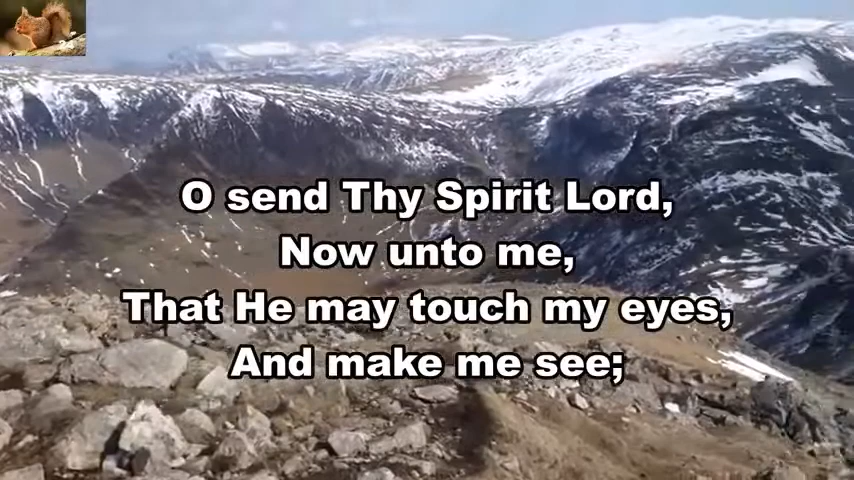 O send Thy Spirit Lord,
Now unto me,
That He may touch my eyes,
And make me see;